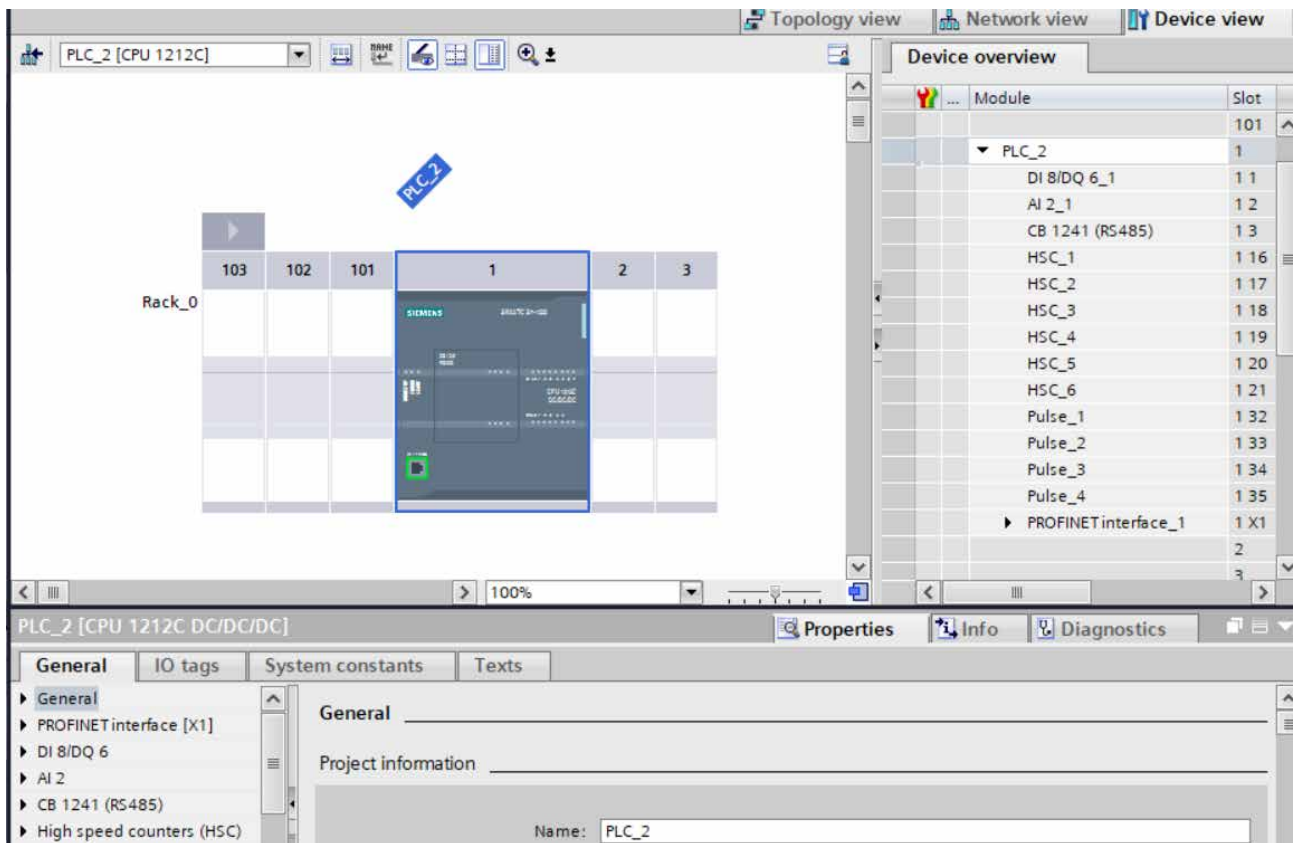 Topology view Network view Device view
PLC_2 [CPU 1212C]
NAME
Device overview
... Module Slot
101
PLC_2 1
DI 8/DQ 6_1 1 1
AI 2_1 1 2
CB 1241 (RS485) 1 3
HSC_1 1 16
HSC_2 1 17
HSC_3 1 18
HSC_4 1 19
HSC_5 1 20
HSC_6 1 21
Pulse_1 1 32
Pulse_2 1 33
Pulse_3 1 34
Pulse_4 1 35
PROFINET interface_1 1 X1
2
3
PLC_2
103 102 101 1 2 3
Rack_0
SIEMENS
100%
PLC_2 [CPU 1212C DC/DC/DC]
Properties Info Diagnostics
General IO tags System constants Texts
General
PROFINET interface [X1]
DI 8/DQ 6
AI 2
CB 1241 (RS485)
High speed counters (HSC)
General
Project information
Name: PLC_2